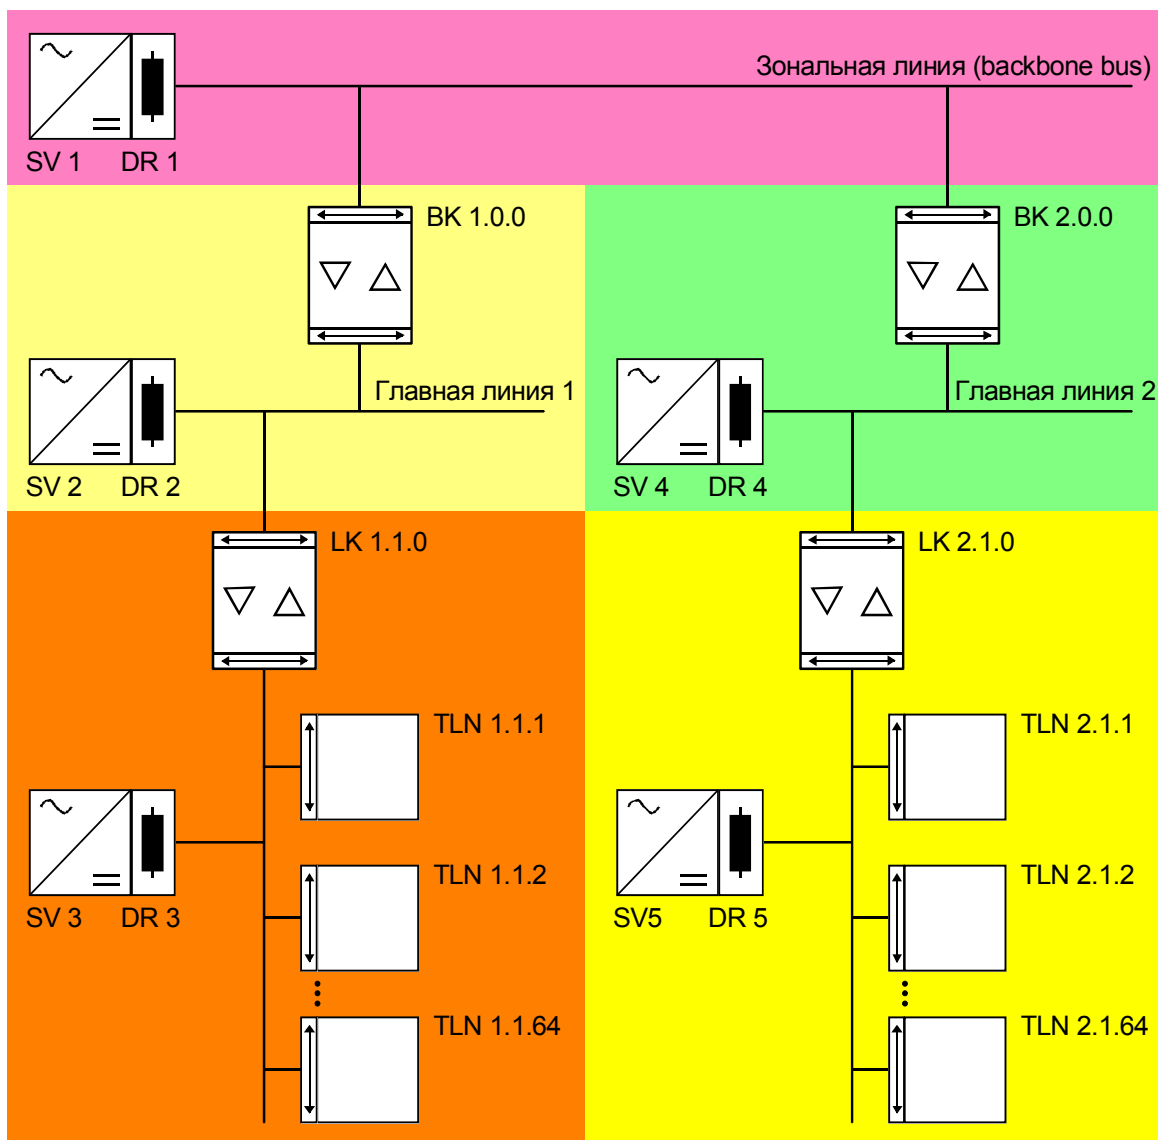 Зональная линия (backbone bus)
SV 1 DR 1
BK 1.0.0
BK 2.0.0
Главная линия 1
Главная линия 2
SV 2 DR 2
SV 4 DR 4
LK 1.1.0
LK 2.1.0
TLN 1.1.1
TLN 2.1.1
TLN 1.1.2
TLN 2.1.2
SV 3 DR 3
SV5 DR 5
TLN 1.1.64
TLN 2.1.64